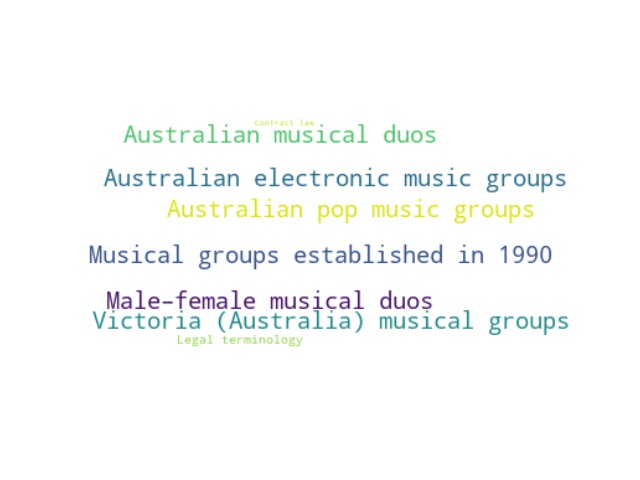 Contract law
Australian musical duos
Australian electronic music groups
Australian pop music groups
Musical groups established in 1990
Male–female musical duos
Victoria (Australia) musical groups
Legal terminology